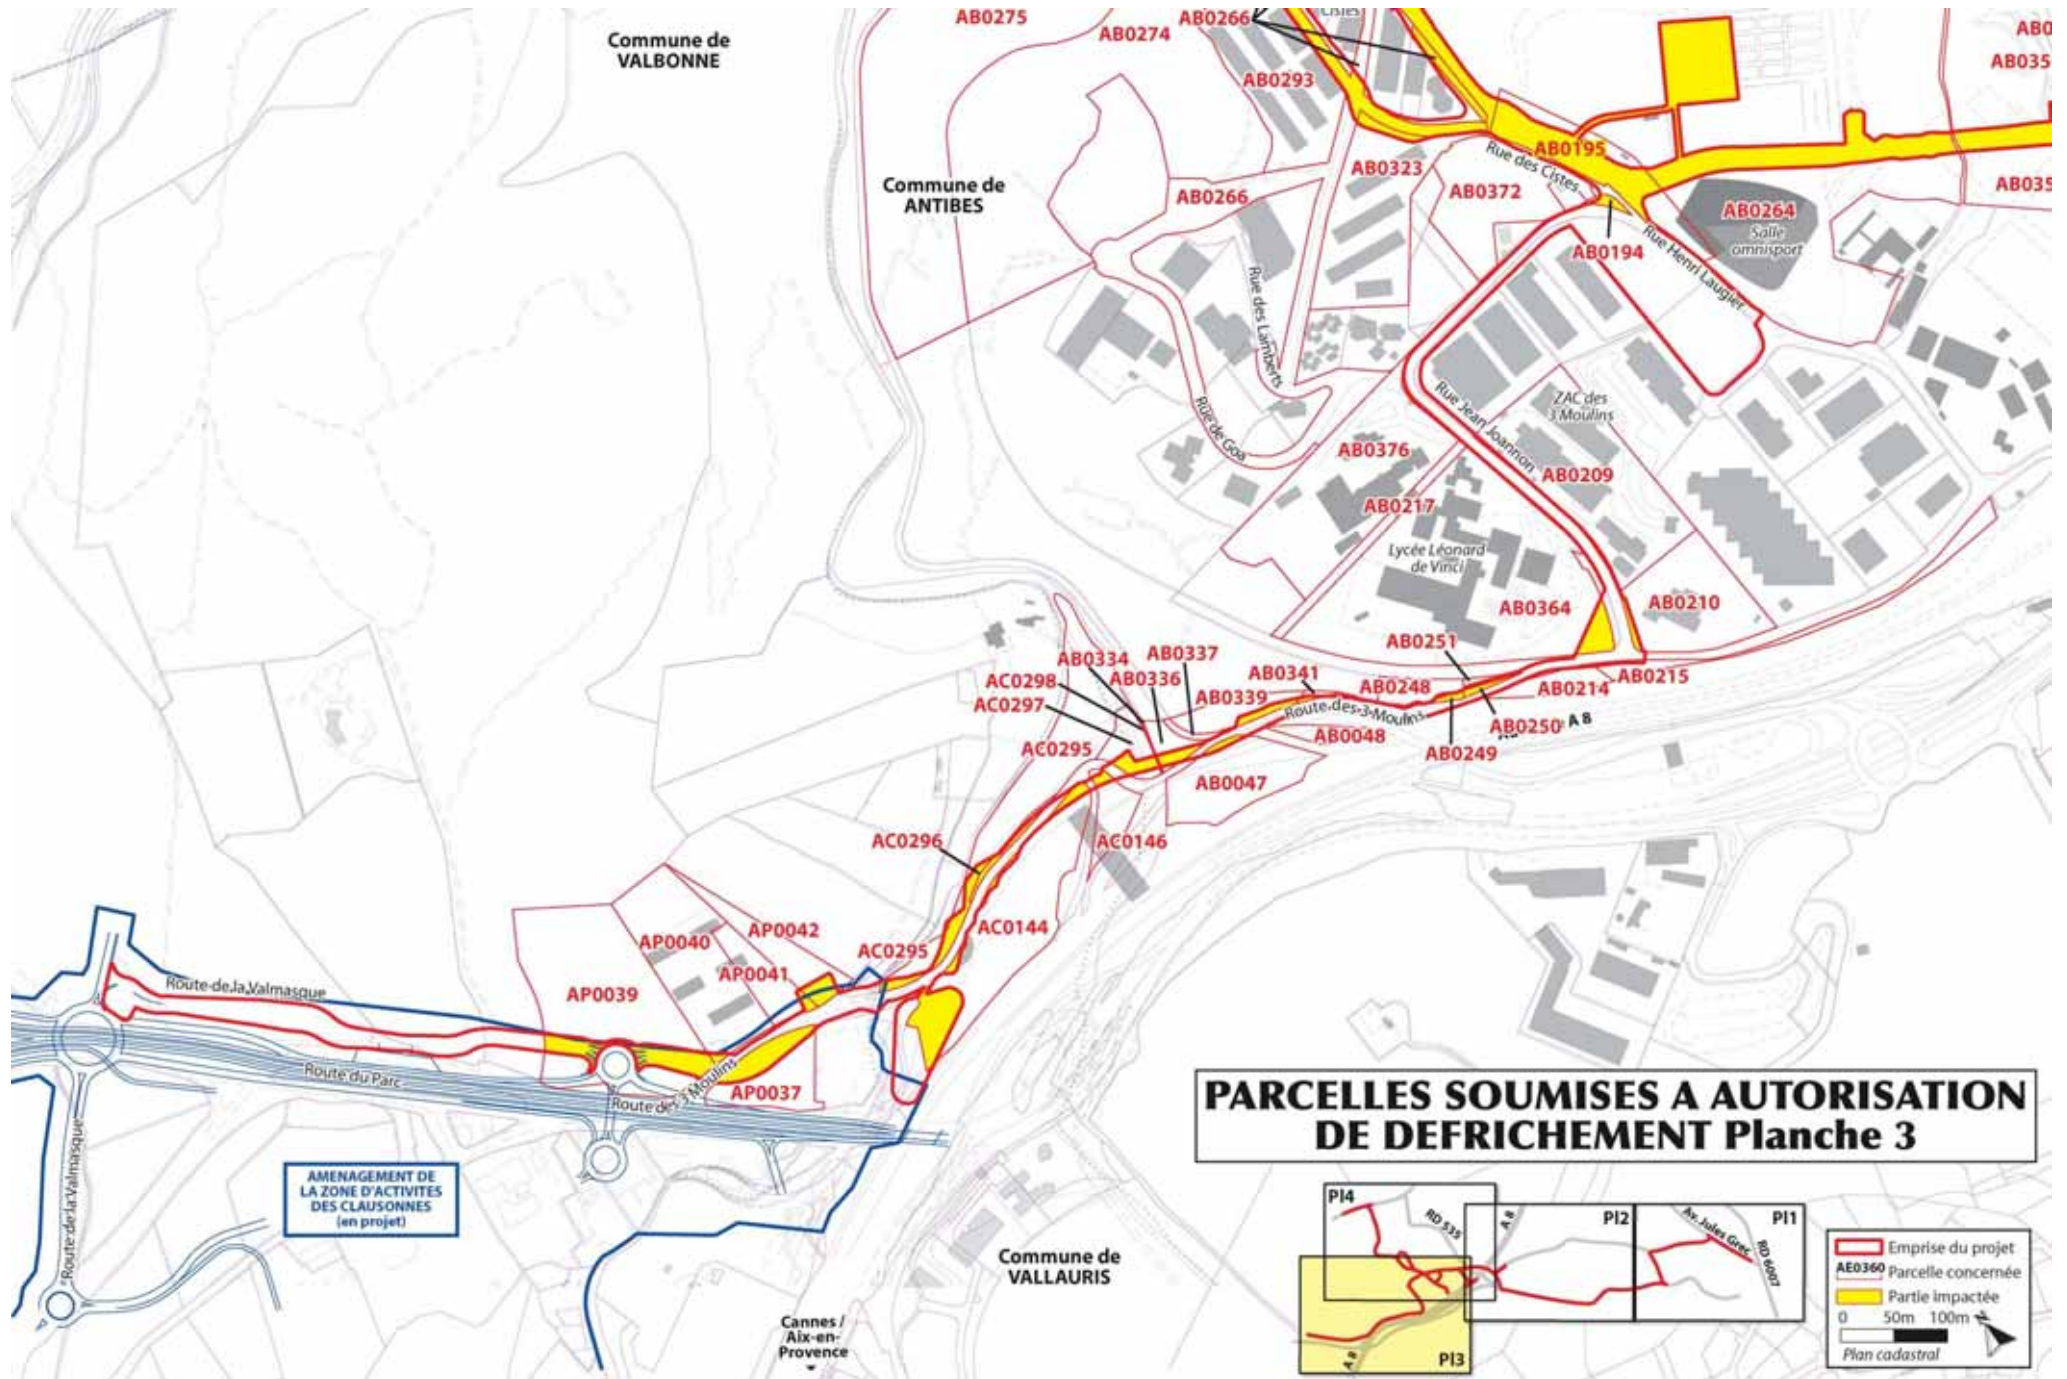 AB0275
AB0266
Cistes
AB0274
AB0
Commune de
VALBONNE
AB035
AB0293
AB0195
Rue des Cistes
AB0323
Commune de
ANTIBES
AB0266
AB0372
AB035
AB0264
Salle
omnisport
AB0194
Rue Henri Laugier
Rue des Lamberts
Rue de Goa
Rue Jean Joannon
ZAC des
3 Moulins
AB0376
AB0209
AB0217
Lycée Léonard
de Vinci
AB0364
AB0210
AB0251
AB0334
AB0337
AC0298
AB0336
AB0341
AB0248
AB0215
AB0214
AC0297
AB0339
Route des 3 Moulins
AB0250
A 8
AB0048
AC0295
AB0249
AB0047
AC0296
AC0146
AC0144
AP0042
AP0040
AC0295
AP0041
AP0039
Route de la Valmasque
Route du Parc
Route des 3 Moulins
AP0037
Route de la Valmasque
AMENAGEMENT DE
LA ZONE D'ACTIVITES
DES CLAUSONNES
(en projet)
Commune de
VALLAURIS
Cannes /
Aix-en-
Provence
PARCELLES SOUMISES A AUTORISATION
DE DEFRICHEMENT Planche 3
Pl4
RD 535
A 8
Pl2
Av. Jules Grec
Pl1
RD 6007
A 8
Pl3
Emprise du projet
AE0360 Parcelle concernée
Partie impactée
0 50m 100m N
Plan cadastral